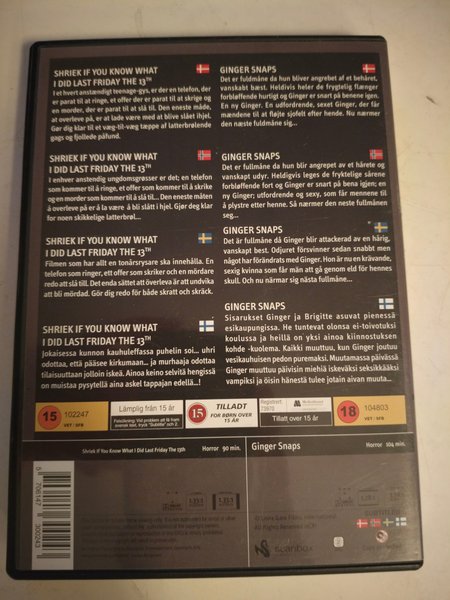 SHRIEK IF YOU KNOW WHAT
I DID LAST FRIDAY THE 13TH
I et hvert anstændigt teenage-gys, er der en telefon, der
er parat til at ringe, et offer der er parat til at skrige og
en morder, der er parat til at slå til. Den eneste måde,
at overleve på, er at lade være med at blive slået ihjel.
Gør dig klar til et væg-til-væg tæppe af latterbrølende
gags og fjollede påfund.
GINGER SNAPS
Det er fuldmåne da hun bliver angrebet af et behåret,
vanskabt bæst. Heldivis heler de frygtelig flænger
forbløffende hurtigt og Ginger er snart på benene igen.
En ny Ginger. En udfordrende, sexet Ginger, der får
mændene til at fløjte sjofelt efter hende. Nu nærmer
den næste fuldmåne sig...
SHRIEK IF YOU KNOW WHAT
I DID LAST FRIDAY THE 13TH
I enhver anstendig ungdomsgrøsser er det; en telefon
som kommer til å ringe, et offer som kommer til å skrike
og en morder som kommer til å slå til... Den eneste måten
å overleve på er å la være å bli slått i hjel. Gjør deg klar
for noen skikkelige latterbrøl...
GINGER SNAPS
Det er fullmåne da hun blir angrepet av et hårete og
vanskapt udyr. Heldigvis leges de fryktelige sårene
forbløffende fort og Ginger er snart på bena igjen; en
ny Ginger; utfordrende og sexy, som får mennesker til
å plystre etter henne. Så nærmer den neste fullmånen
seg...
SHRIEK IF YOU KNOW WHAT
I DID LAST FRIDAY THE 13TH
Filmen som har allt en tonårsrysare ska innehålla. En
telefon som ringer, ett offer som skriker och en mördare
redo att slå till. Det enda sättet att överleva är att undvika
att bli mördad. Gör dig redo för både skratt och skräck.
GINGER SNAPS
Det är fullmåne då Ginger blir attackerad av en hårig,
vanskapt best. Odjuret försvinner sedan snabbt men
något har förändrats med Ginger. Hon är nu en krävande,
sexig kvinna som får män att gå genom eld för hennes
skull. Och nu närmar sig nästa fullmåne...
SHRIEK IF YOU KNOW WHAT
I DID LAST FRIDAY THE 13TH
Jokaisessa kunnon kauhuleffassa puhelin soi... uhri
odottaa, että pääsee kirkumaan... ja murhaaja odottaa
tilaisuuttaan jolloin iskeä. Ainoa keino selvitä hengissä
on muistaa pysytellä aina askel tappajan edellä...!
GINGER SNAPS
Sisarukset Ginger ja Brigitte asuvat pienessä
esikaupungissa. He tuntevat olonsa ei-toivotuksi
koulussa ja heillä on yksi ainoa kiinnostuksen
kohde -kuolema. Kaikki muuttuu, kun Ginger joutuu
vesikauhuisen pedon puremaksi. Muutamassa päivässä
Ginger muuttuu päivisin miehiä iskeväksi seksikkääksi
vampiksi ja öisin hänestä tulee jotain aivan muuta...
15 102247
VET / SFB
Lämplig från 15 år
15
TILLADT
FOR BØRN OVER
15 ÅR
Registrert
Tillatt over 15 år
18 104803
VET / SFB
Shriek If You Know What I Did Last Friday The 13th Horror 90 min.
Ginger Snaps Horror 104 min.
SUBTITLES
scanbox
5 706147 300243